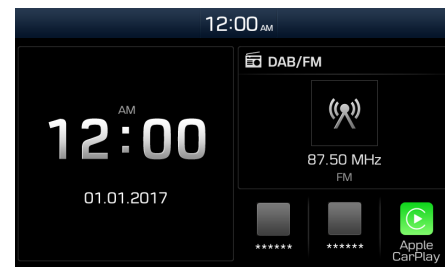 12:00 AM
DAB/FM
AM
12:00
87.50 MHz
FM
01.01.2017
****** ****** Apple
CarPlay